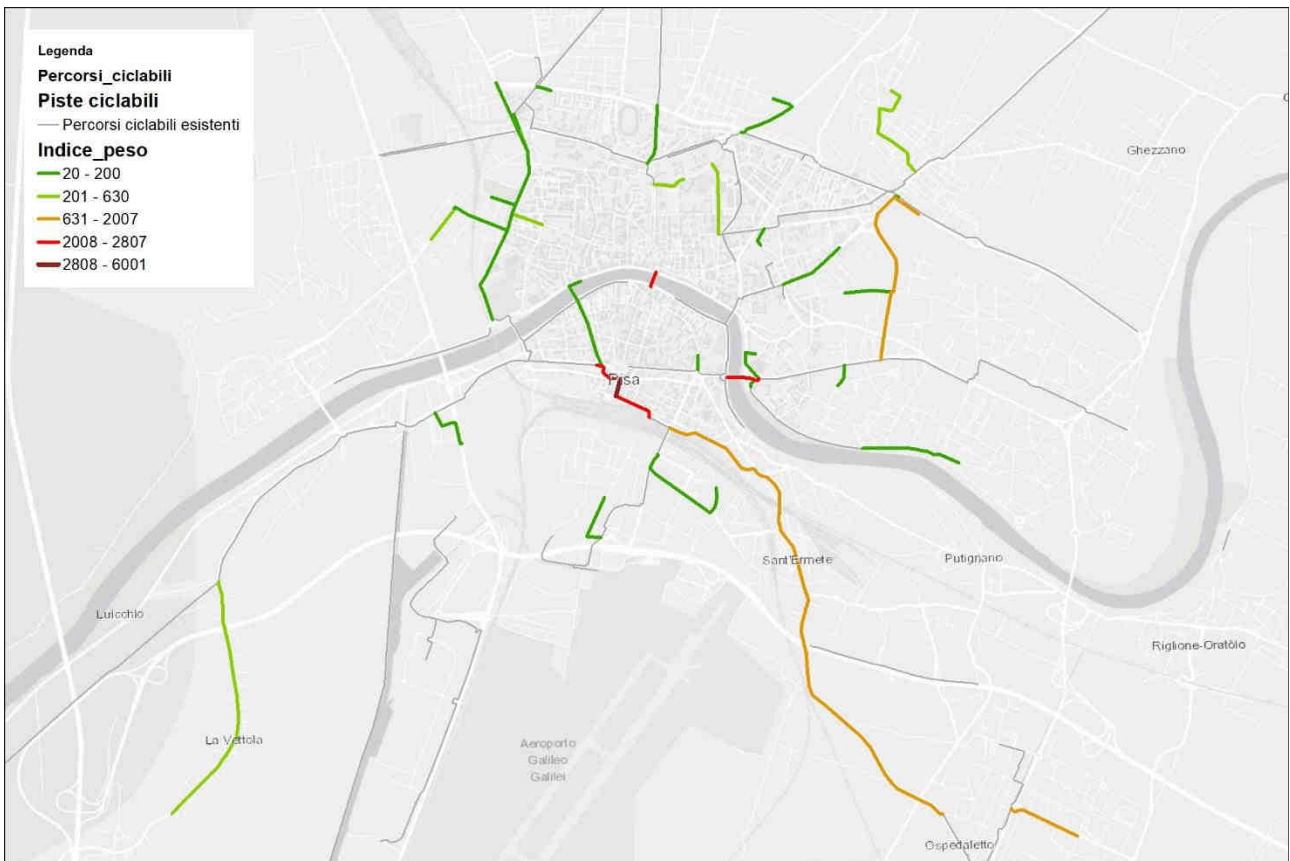 Legenda
Percorsi_ciclabili
Piste ciclabili
Percorsi ciclabili esistenti
Indice_peso
20 - 200
201 - 630
631 - 2007
2008 - 2807
2808 - 6001
Ghezzano
Pisa
Sant'Ermete
Putignano
Luicchio
Riglione-Oratòio
La Vettola
Aeroporto
Galileo
Galilei
Ospedaletto